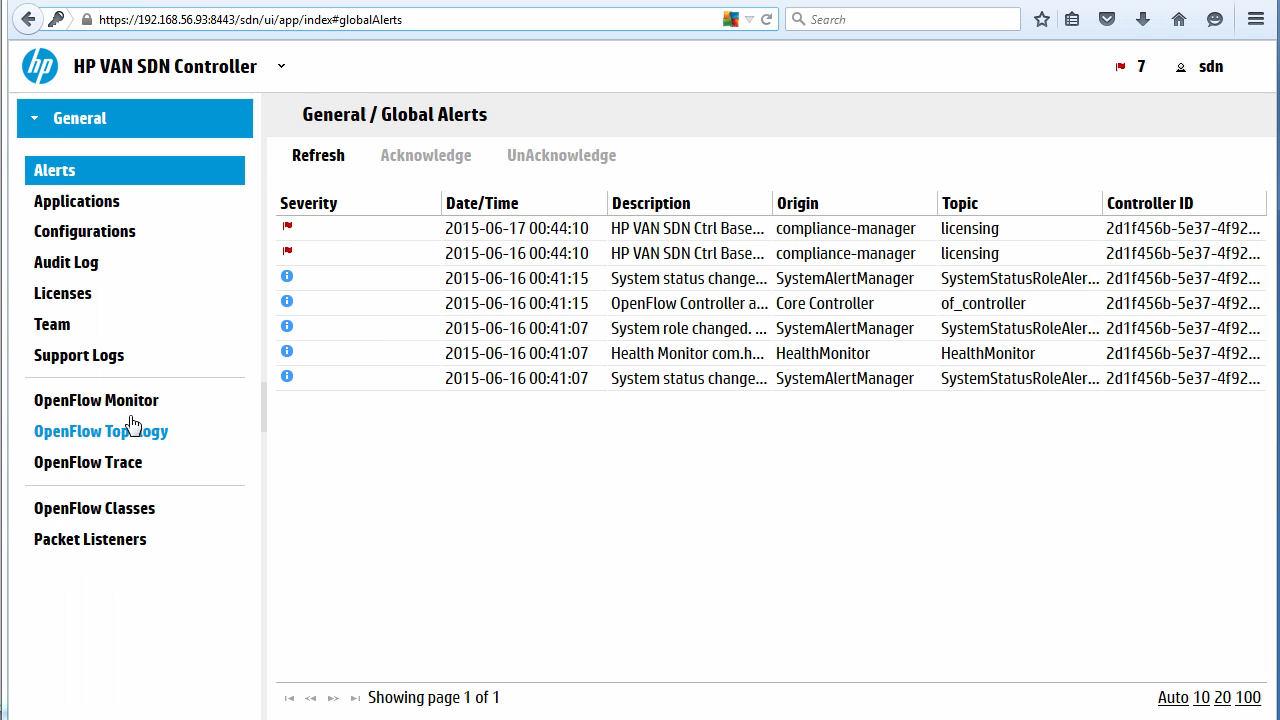 https://192.168.56.93:8443/sdn/ui/app/index#globalAlerts
Search
hp
HP VAN SDN Controller
7
sdn
General
Alerts
Applications
Configurations
Audit Log
Licenses
Team
Support Logs
OpenFlow Monitor
OpenFlow Topology
OpenFlow Trace
OpenFlow Classes
Packet Listeners
General / Global Alerts
Refresh Acknowledge UnAcknowledge
Severity Date/Time Description Origin Topic Controller ID
2015-06-17 00:44:10 HP VAN SDN Ctrl Base... compliance-manager licensing 2d1f456b-5e37-4f92...
2015-06-16 00:44:10 HP VAN SDN Ctrl Base... compliance-manager licensing 2d1f456b-5e37-4f92...
2015-06-16 00:41:15 System status change... SystemAlertManager SystemStatusRoleAler... 2d1f456b-5e37-4f92...
2015-06-16 00:41:15 OpenFlow Controller a... Core Controller of_controller 2d1f456b-5e37-4f92...
2015-06-16 00:41:07 System role changed. ... SystemAlertManager SystemStatusRoleAler... 2d1f456b-5e37-4f92...
2015-06-16 00:41:07 Health Monitor com.h... HealthMonitor HealthMonitor 2d1f456b-5e37-4f92...
2015-06-16 00:41:07 System status change... SystemAlertManager SystemStatusRoleAler... 2d1f456b-5e37-4f92...
Showing page 1 of 1
Auto 10 20 100